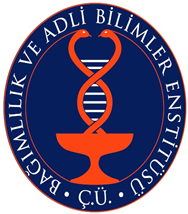 BAĞIMLILIK VE ADLİ BİLİMLER ENSTİTÜSÜ
Ç.Ü.